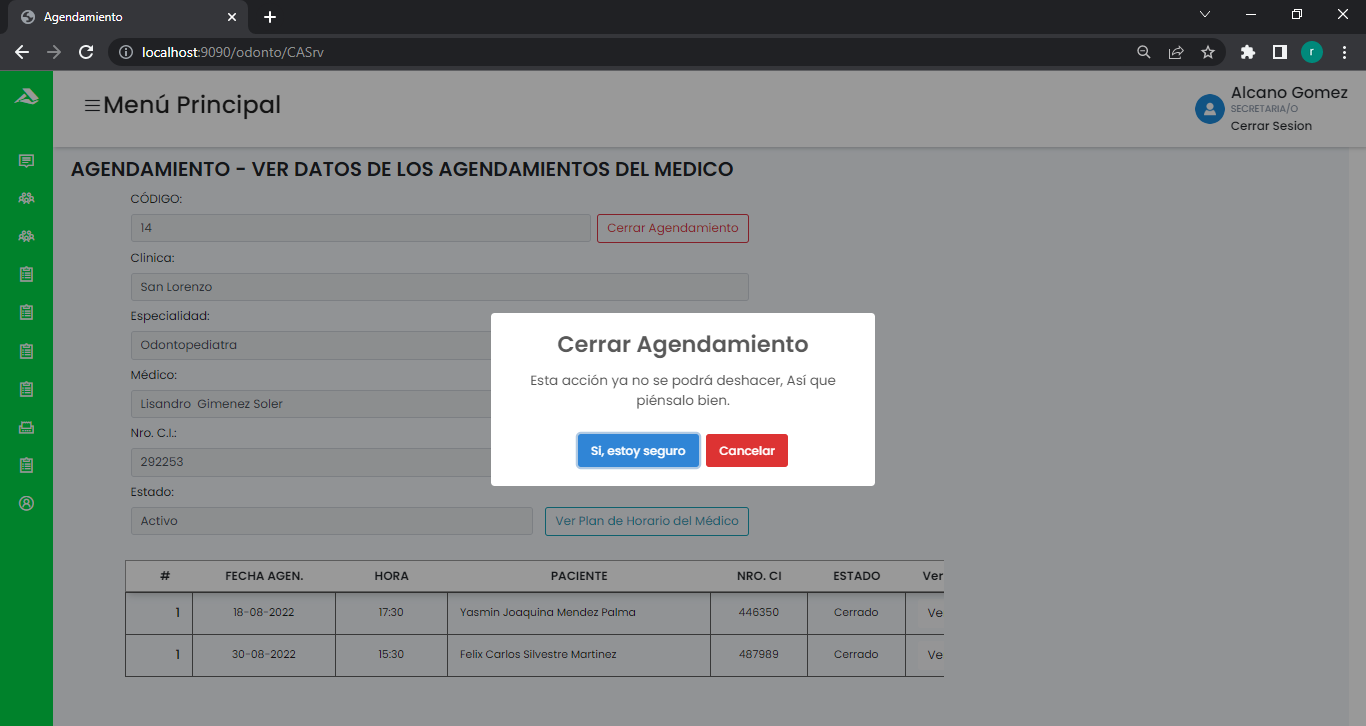 Agendamiento
localhost:9090/odonto/CASrv
r
Menú Principal
Alcano Gomez
SECRETARIA/O
Cerrar Sesion
AGENDAMIENTO - VER DATOS DE LOS AGENDAMIENTOS DEL MEDICO
CÓDIGO:
14
Cerrar Agendamiento
Clinica:
San Lorenzo
Especialidad:
Odontopediatra
Médico:
Lisandro Gimenez Soler
Nro. C.I.:
292253
Estado:
Activo
Ver Plan de Horario del Médico
Cerrar Agendamiento
Esta acción ya no se podrá deshacer, Así que
piénsalo bien.
Si, estoy seguro
Cancelar
# FECHA AGEN. HORA PACIENTE NRO. CI ESTADO Ver
1 18-08-2022 17:30 Yasmin Joaquina Mendez Palma 446350 Cerrado Ve
1 30-08-2022 15:30 Felix Carlos Silvestre Martinez 487989 Cerrado Ve